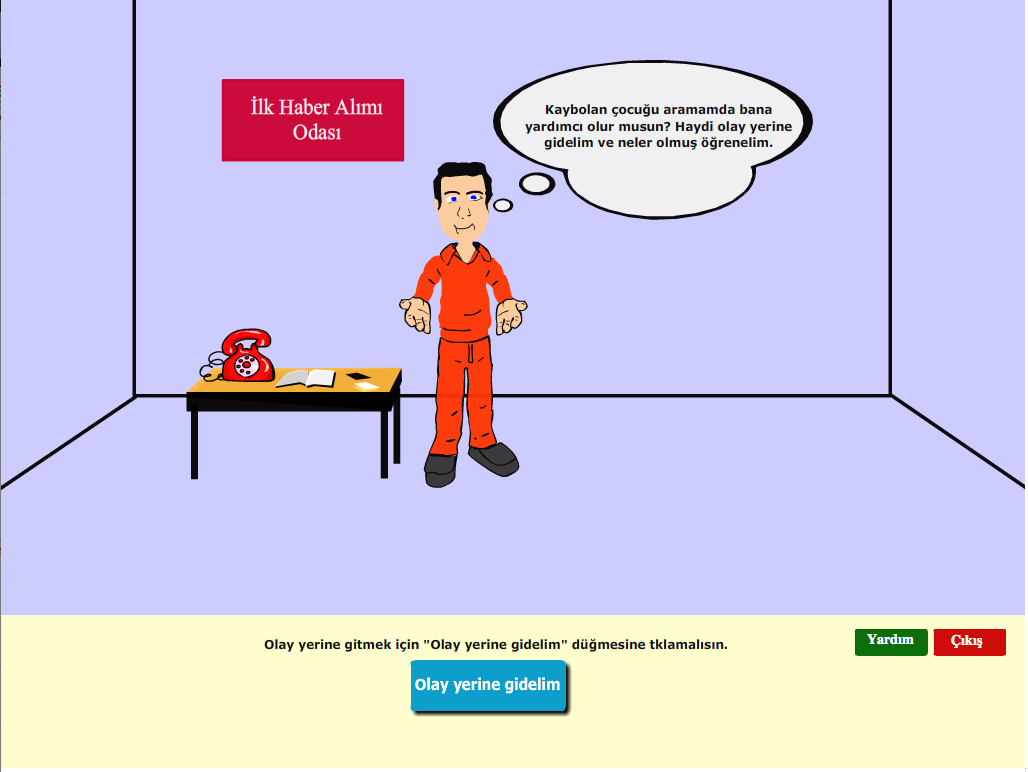 İlk Haber Alımı
Odası
Kaybolan çocuğu aramamda bana
yardımcı olur musun? Haydi olay yerine
gidelim ve neler olmuş öğrenelim.
Olay yerine gitmek için "Olay yerine gidelim" düğmesine tklamalısın.
Yardım
Çıkış
Olay yerine gidelim